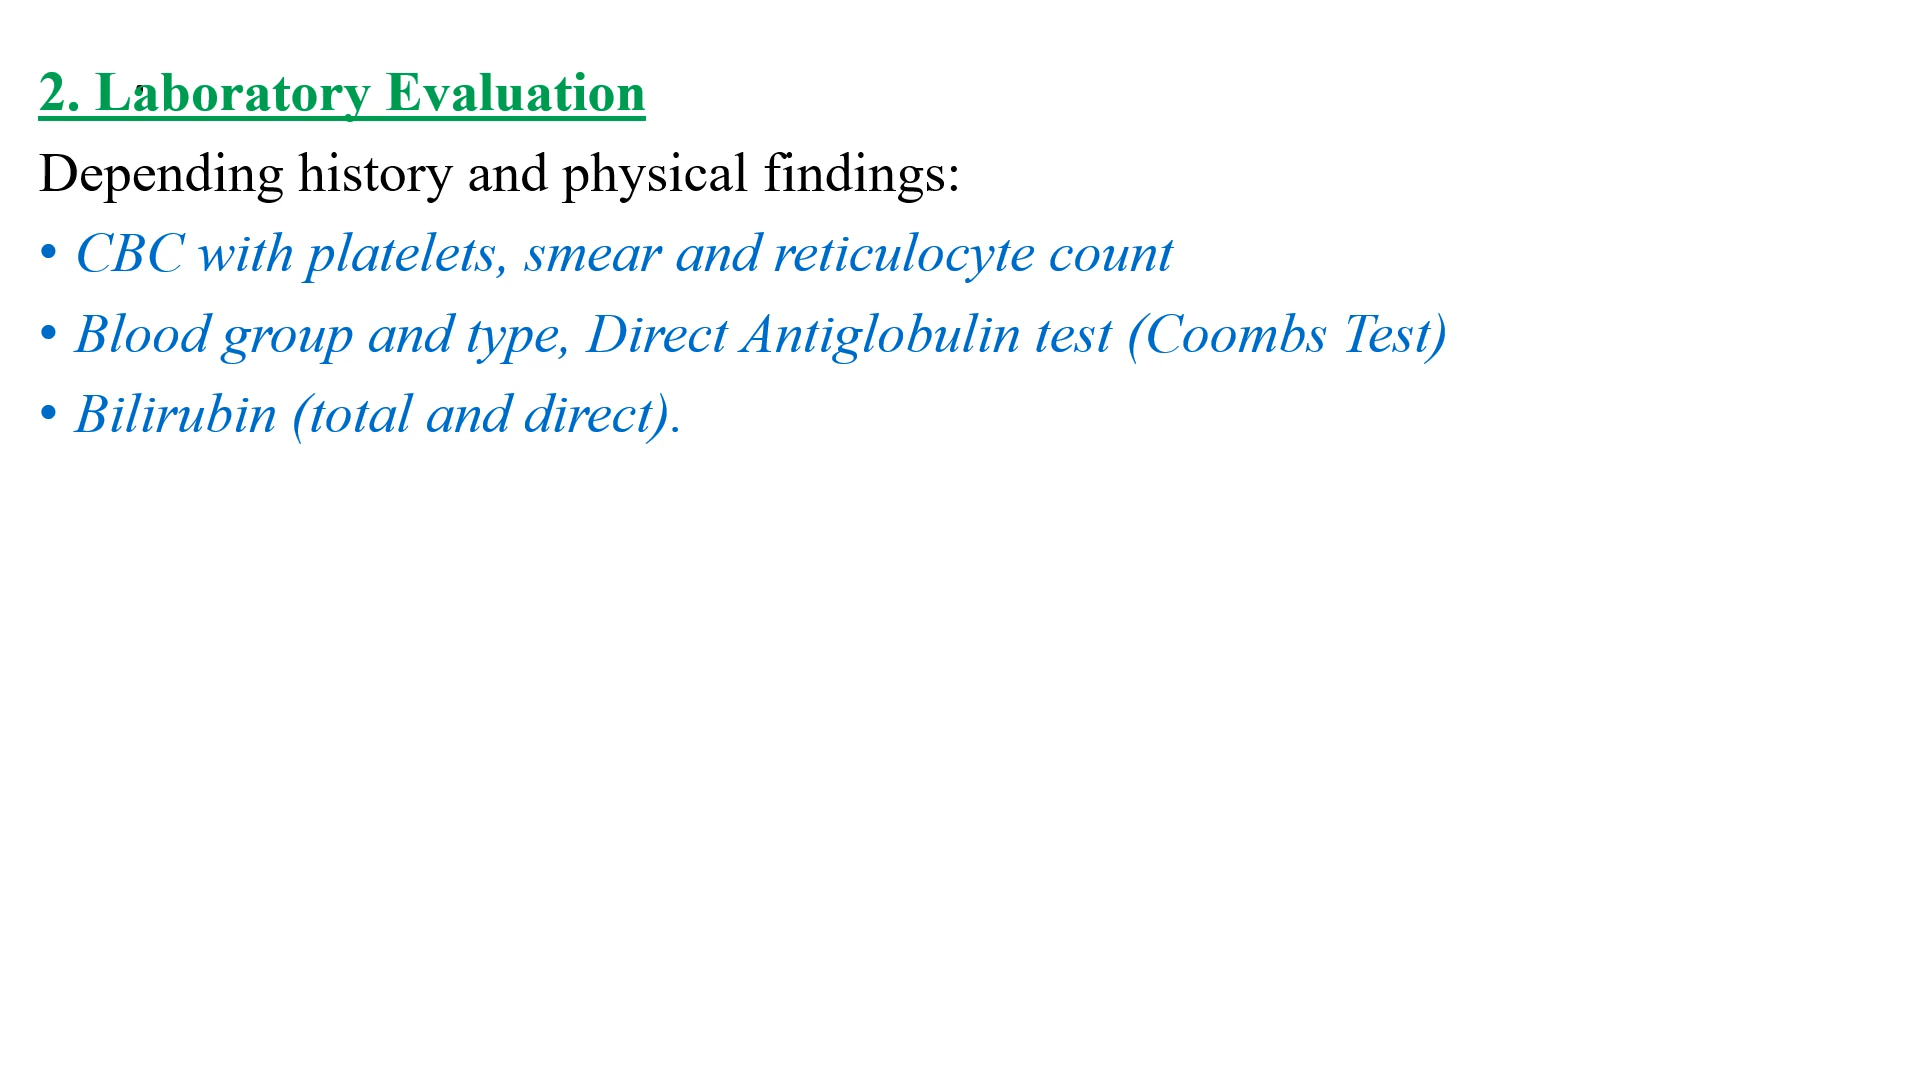 2. Laboratory Evaluation
Depending history and physical findings:
• CBC with platelets, smear and reticulocyte count
• Blood group and type, Direct Antiglobulin test (Coombs Test)
• Bilirubin (total and direct).